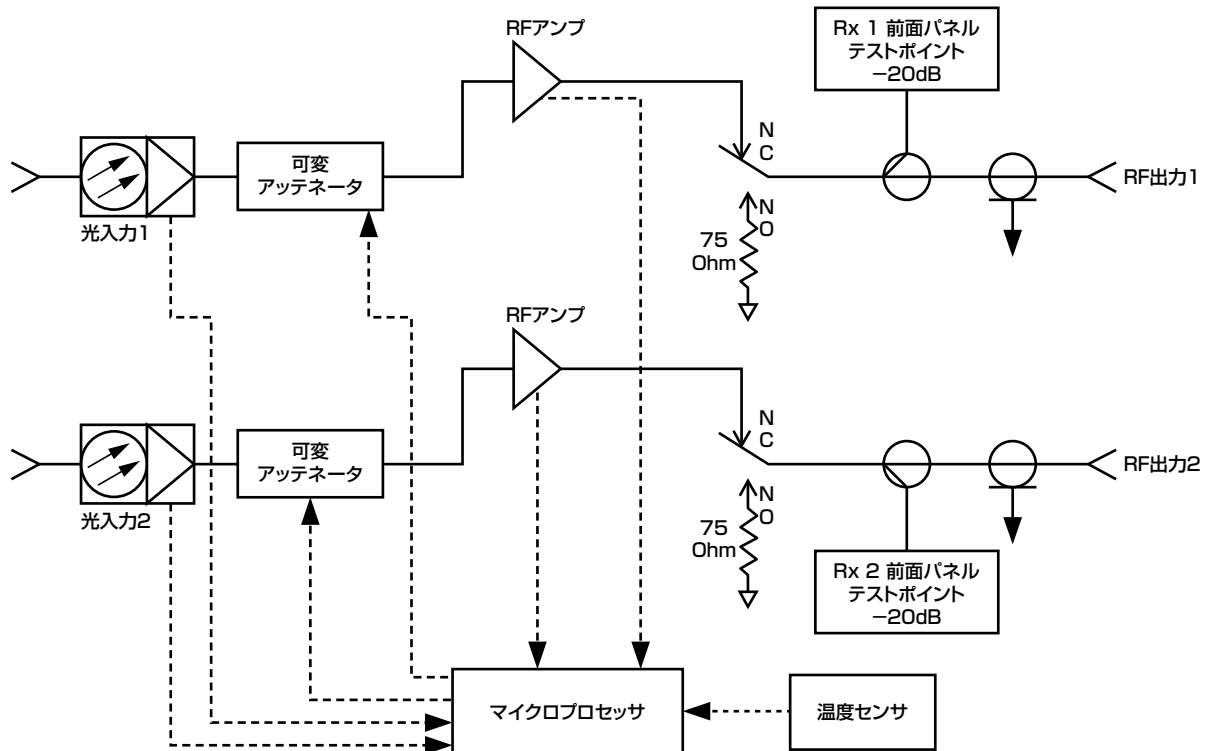 RFアンプ
Rx 1 前面パネル
テストポイント
−20dB
N
C
可変
アッテネータ
RF出力1
光入力1
N
O
75
Ohm
RFアンプ
N
C
可変
アッテネータ
RF出力2
光入力2
N
O
75
Ohm
Rx 2 前面パネル
テストポイント
−20dB
マイクロプロセッサ
温度センサ